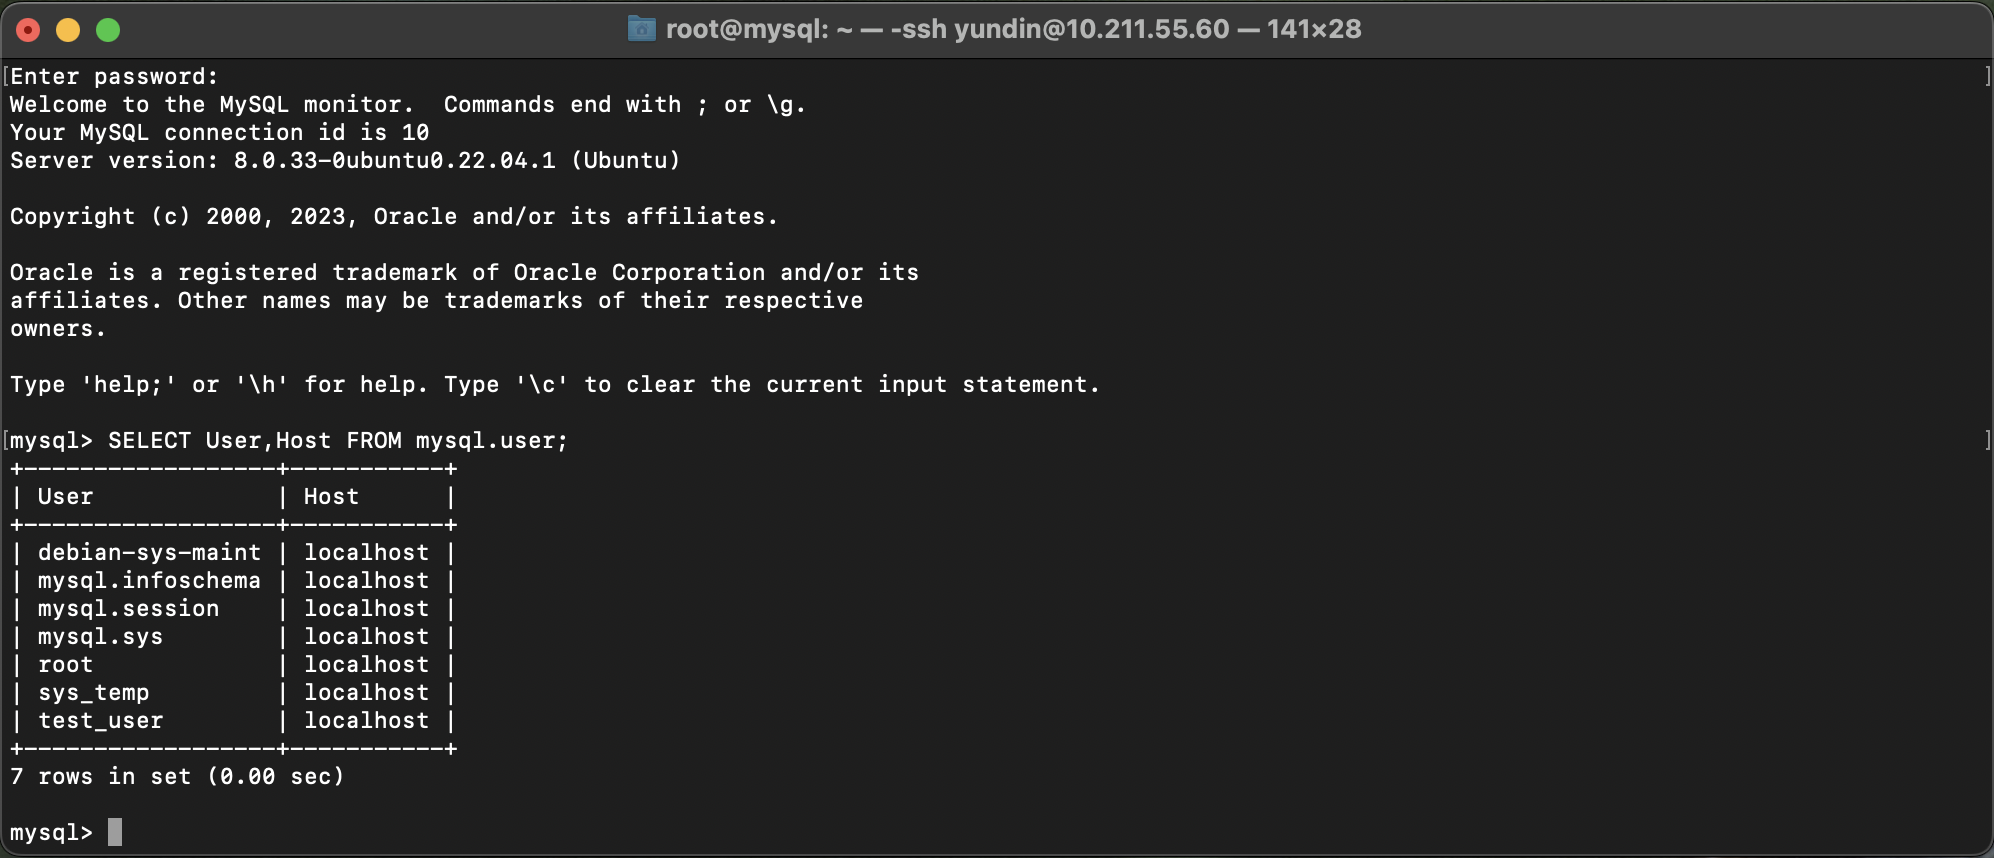 root@mysql: ~ — -ssh yundin@10.211.55.60 — 141×28
[Enter password: ]
Welcome to the MySQL monitor.  Commands end with ; or \g.
Your MySQL connection id is 10
Server version: 8.0.33-0ubuntu0.22.04.1 (Ubuntu)
Copyright (c) 2000, 2023, Oracle and/or its affiliates.
Oracle is a registered trademark of Oracle Corporation and/or its
affiliates. Other names may be trademarks of their respective
owners.
Type 'help;' or '\h' for help. Type '\c' to clear the current input statement.
[mysql> SELECT User,Host FROM mysql.user; ]
+------------------+-----------+
| User             | Host      |
+------------------+-----------+
| debian-sys-maint | localhost |
| mysql.infoschema | localhost |
| mysql.session    | localhost |
| mysql.sys        | localhost |
| root             | localhost |
| sys_temp         | localhost |
| test_user        | localhost |
+------------------+-----------+
7 rows in set (0.00 sec)
mysql>